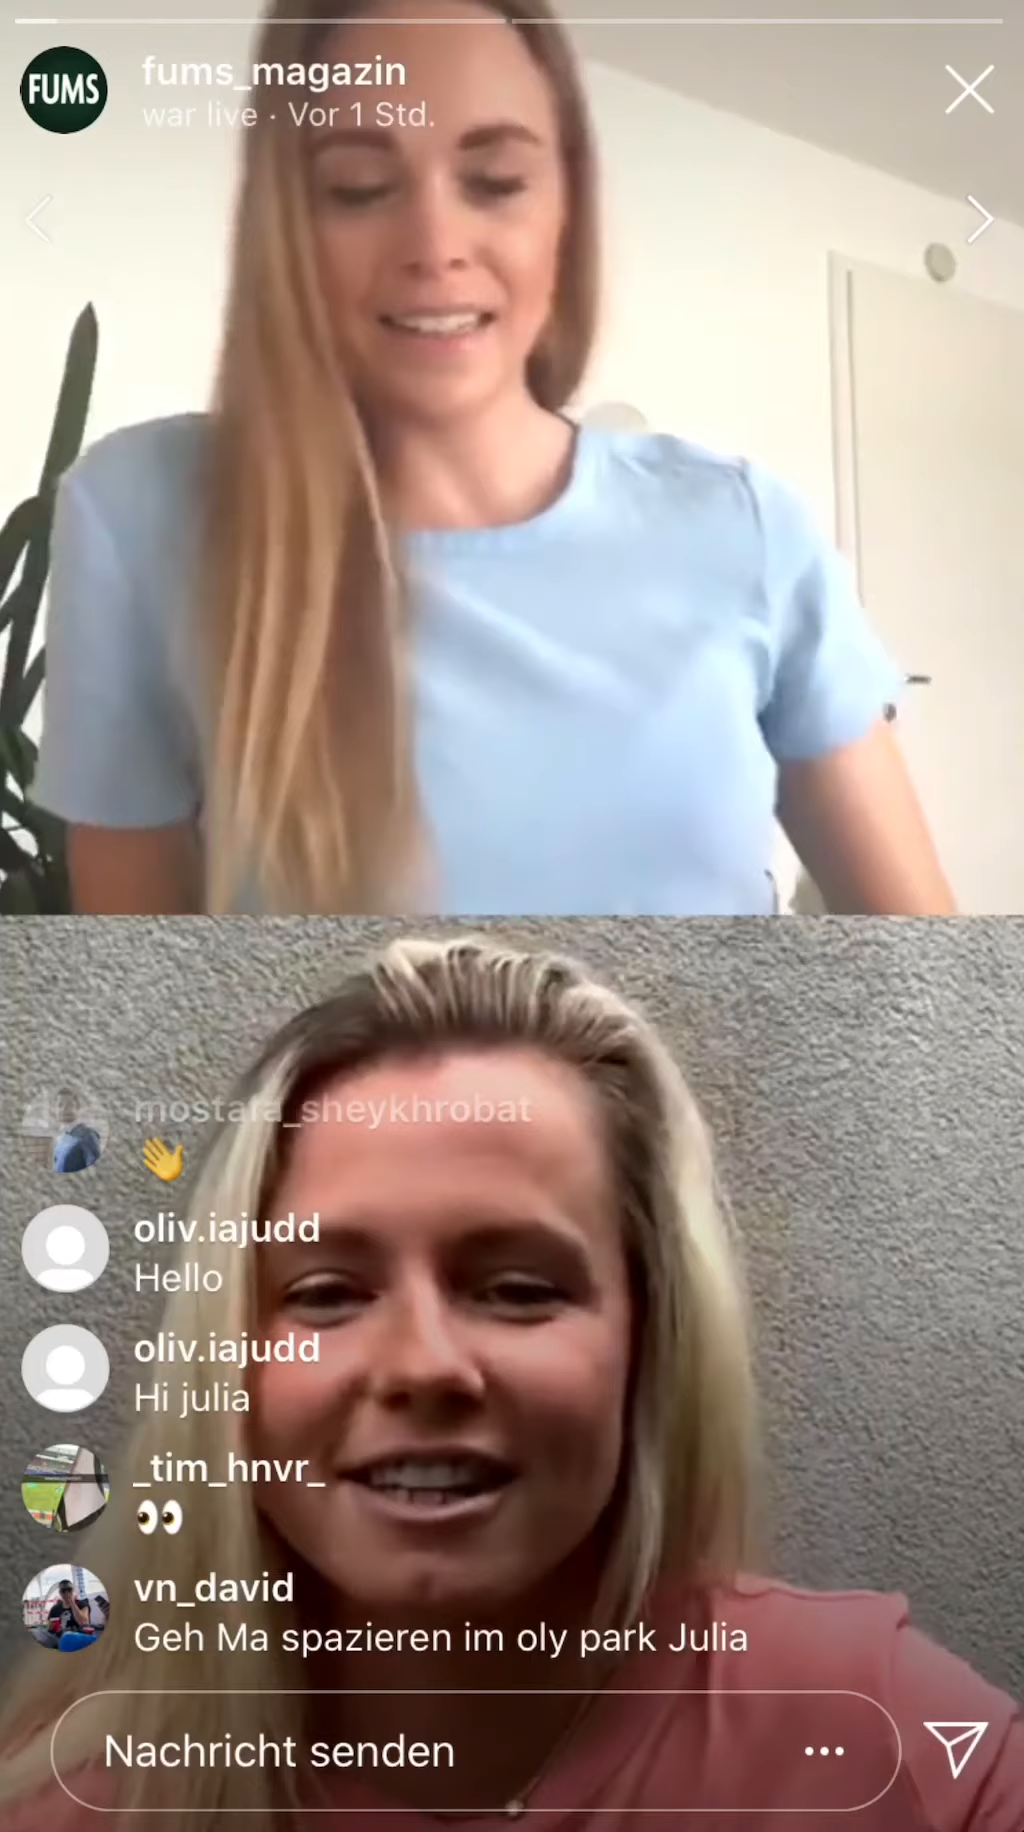 FUMS
fums_magazin
war live · Vor 1 Std.
mostafa_sheykhrobat
👋
oliv.iajudd
Hello
oliv.iajudd
Hi julia
_tim_hnvr_
👀
vn_david
Geh Ma spazieren im oly park Julia
Nachricht senden